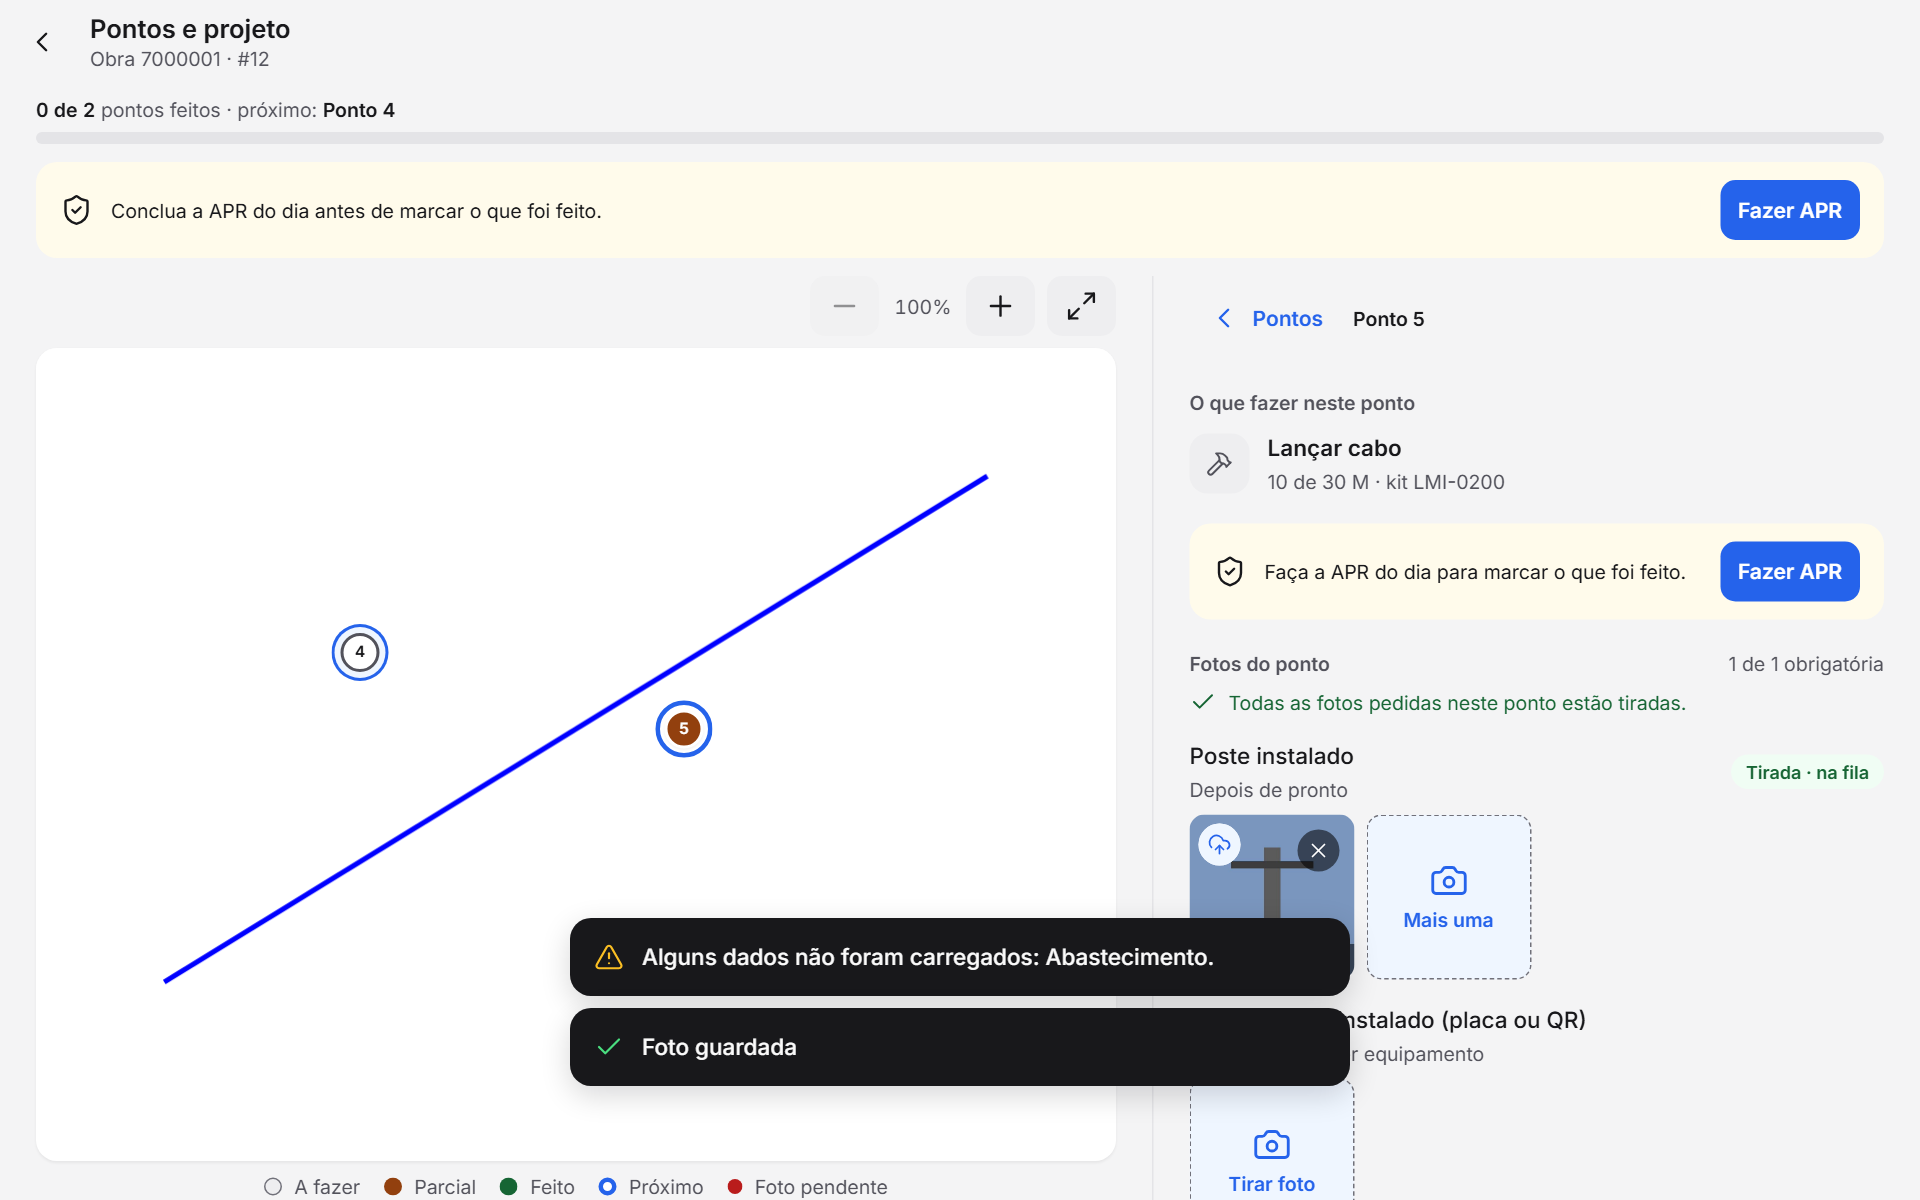 Pontos e projeto
Obra 7000001 · #12
0 de 2 pontos feitos · próximo: Ponto 4
Conclua a APR do dia antes de marcar o que foi feito.
Fazer APR
100%
Pontos
Ponto 5
O que fazer neste ponto
Lançar cabo
10 de 30 M · kit LMI-0200
Faça a APR do dia para marcar o que foi feito.
Fazer APR
Fotos do ponto
1 de 1 obrigatória
Todas as fotos pedidas neste ponto estão tiradas.
Poste instalado
Depois de pronto
Tirada · na fila
Mais uma
4
5
Alguns dados não foram carregados: Abastecimento.
Foto guardada
(placa ou QR)
equipamento
Tirar foto
A fazer
Parcial
Feito
Próximo
Foto pendente